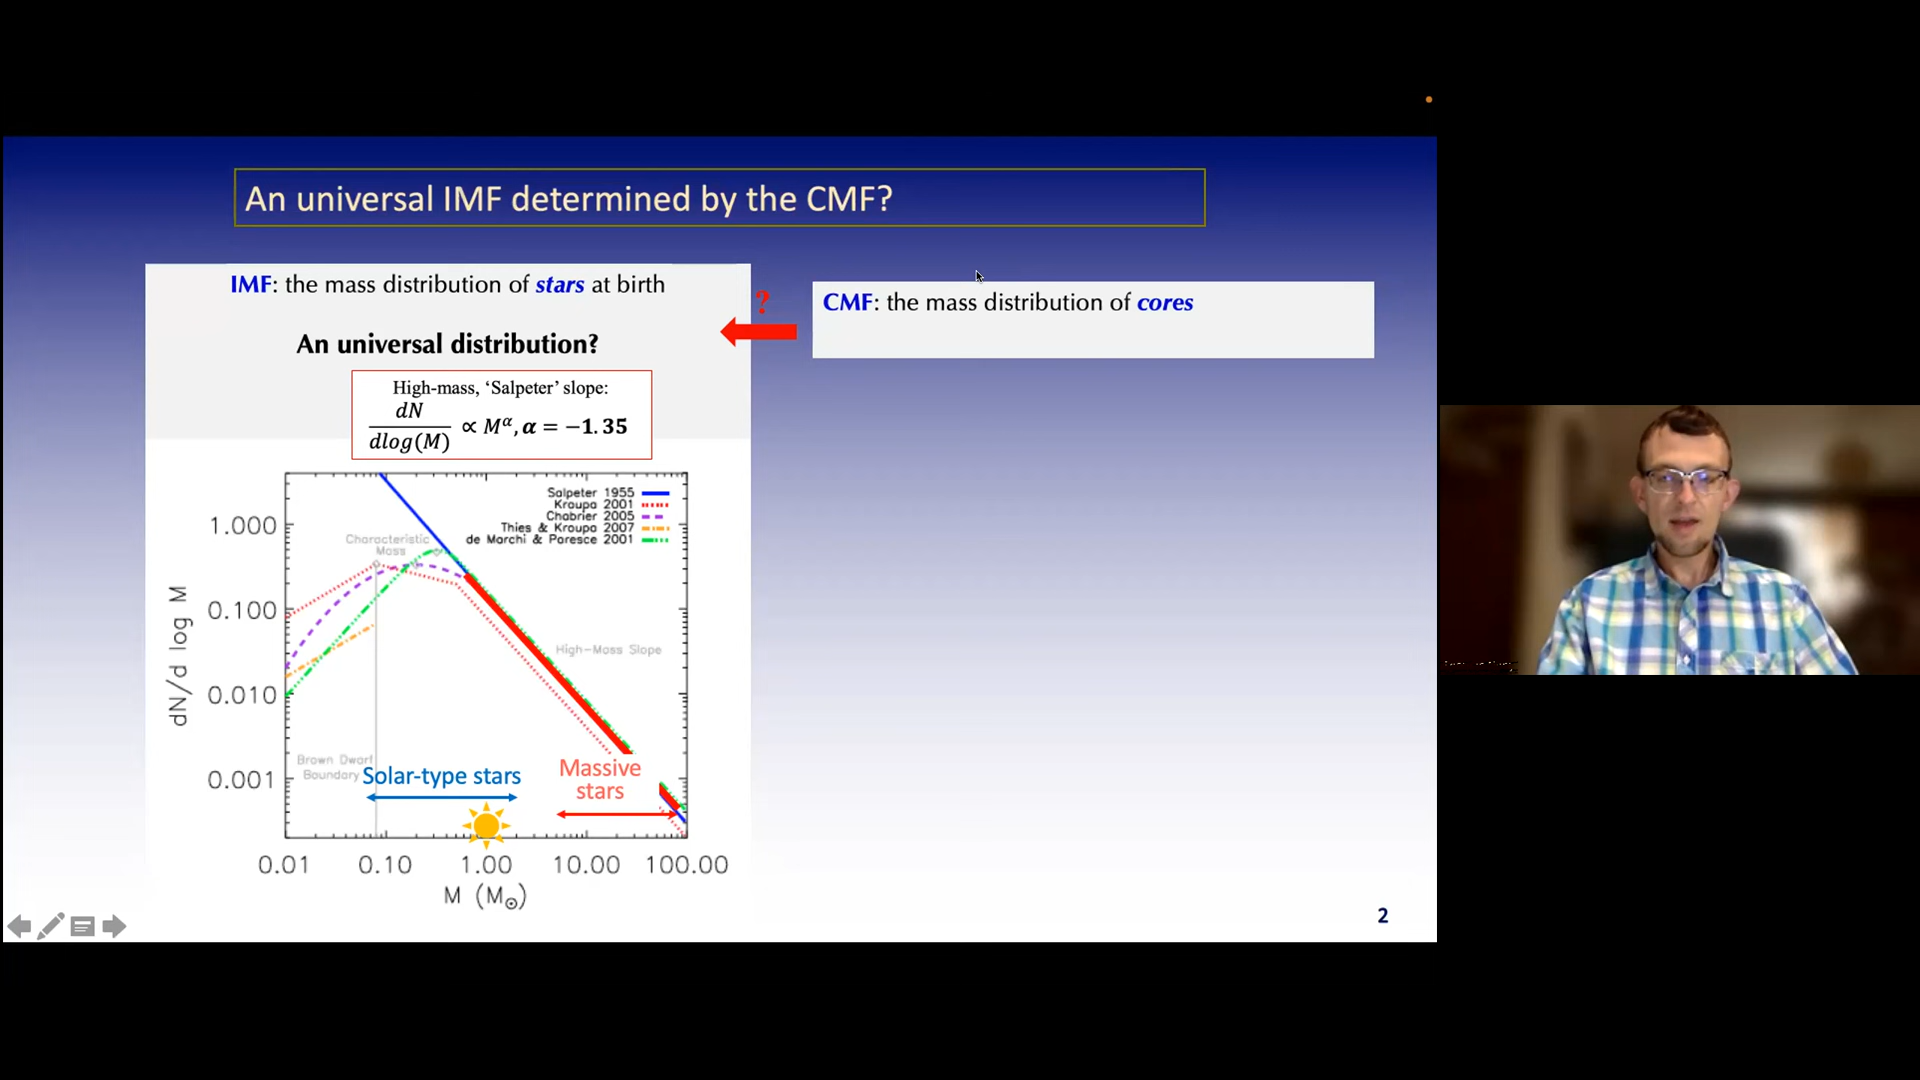 An universal IMF determined by the CMF?
IMF: the mass distribution of stars at birth
?
CMF: the mass distribution of cores
An universal distribution?
High-mass, ‘Salpeter’ slope:
dN
dlog(M)
∝ M^α, α = −1.35
Salpeter 1955
Kroupa 2001
Chabrier 2005
Thies & Kroupa 2007
de Marchi & Paresce 2001
Characteristic
Mass
1.000
0.100
0.010
0.001
dN/d log M
High-Mass Slope
Brown Dwarf
Boundary
Solar-type stars
Massive
stars
0.01 0.10 1.00 10.00 100.00
M (M⊙)
2